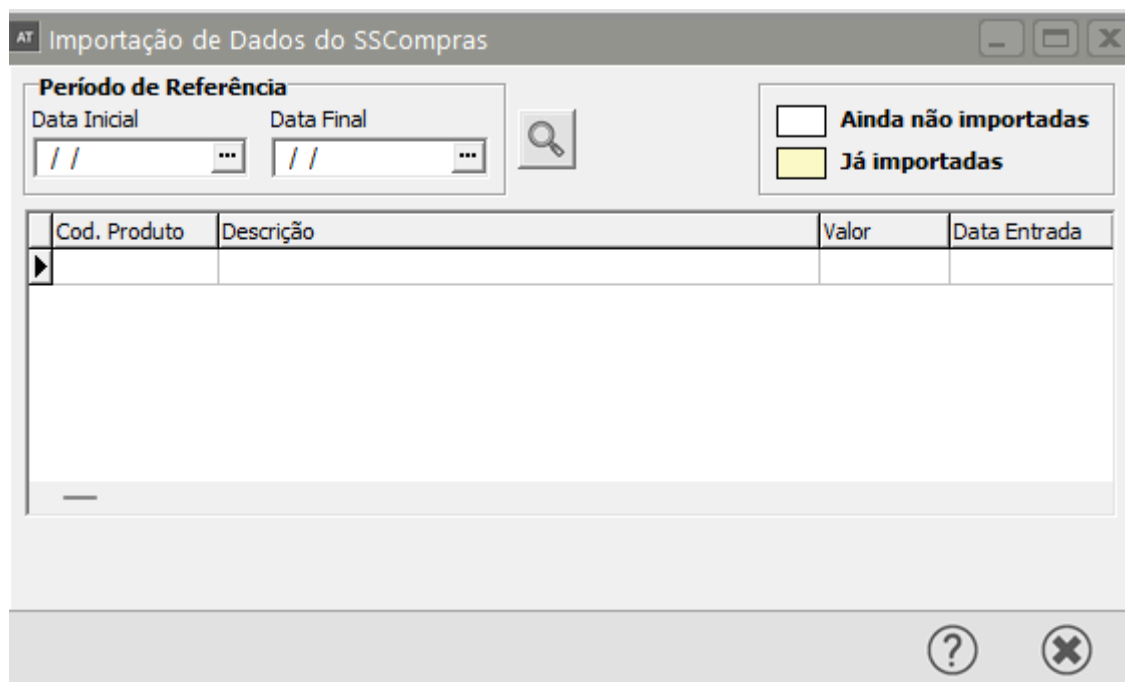 AT Importação de Dados do SSCompras
Período de Referência
Data Inicial Data Final
/ / ... / / ...
Ainda não importadas
Já importadas
Cod. Produto Descrição Valor Data Entrada
?